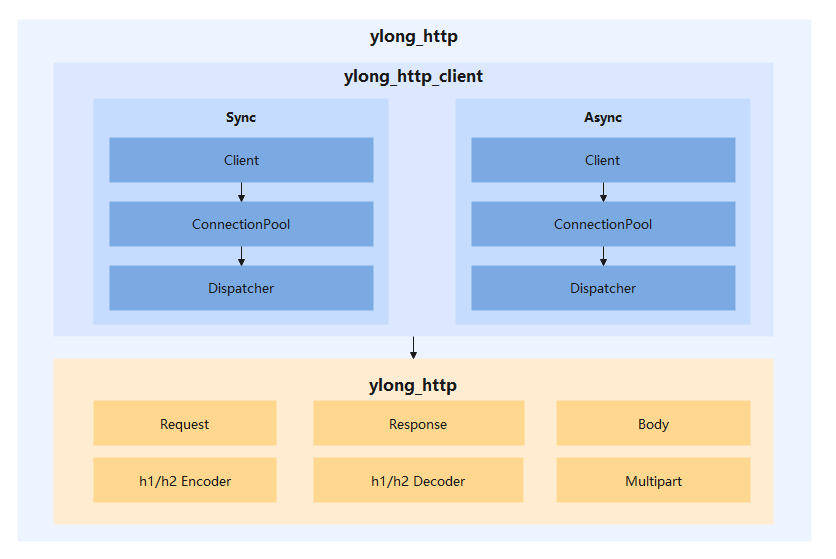 ylong_http
ylong_http_client
Sync
Client
ConnectionPool
Dispatcher
Async
Client
ConnectionPool
Dispatcher
ylong_http
Request
Response
Body
h1/h2 Encoder
h1/h2 Decoder
Multipart